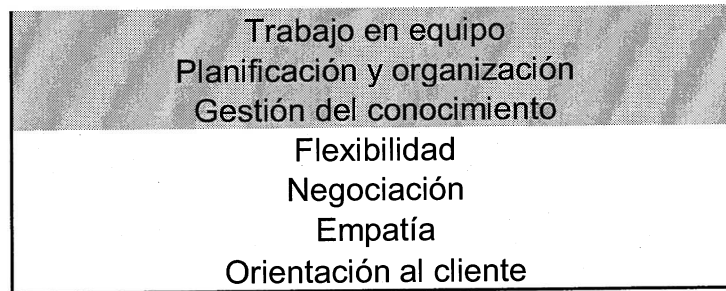 Trabajo en equipo
Planificación y organización
Gestión del conocimiento
Flexibilidad
Negociación
Empatía
Orientación al cliente